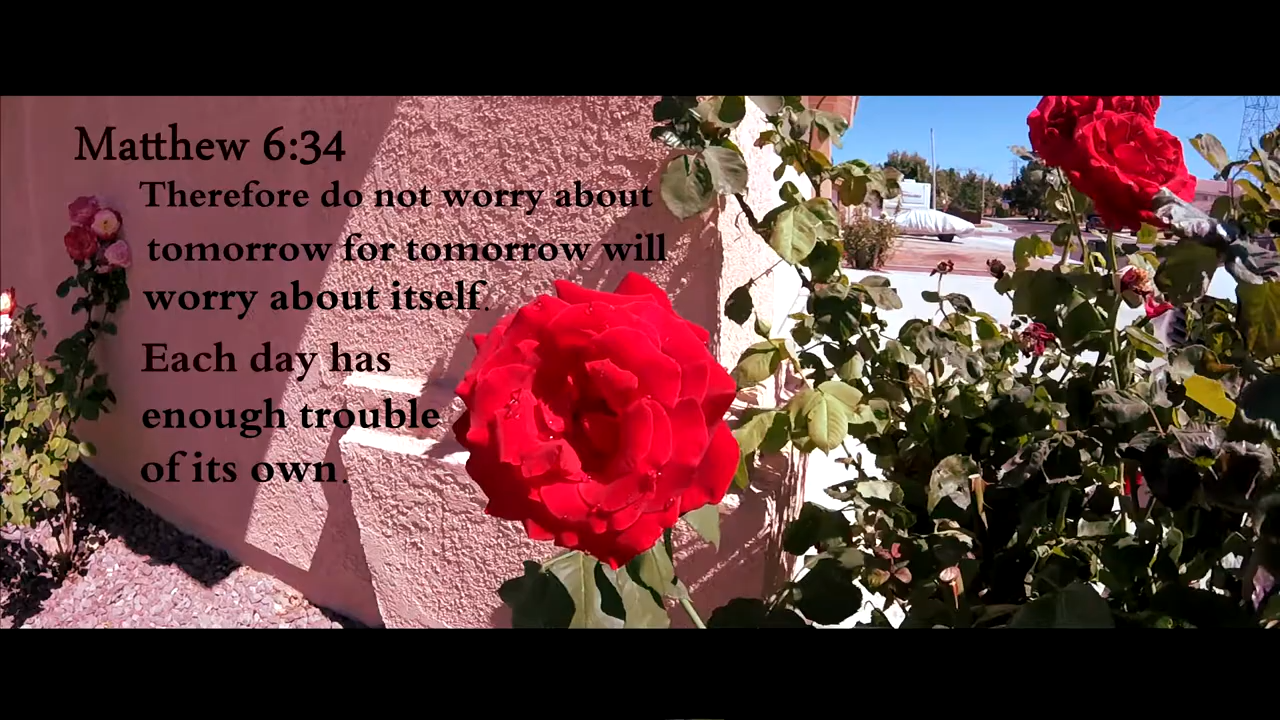 Matthew 6:34
Therefore do not worry about
tomorrow for tomorrow will
worry about itself.
Each day has
enough trouble
of its own.